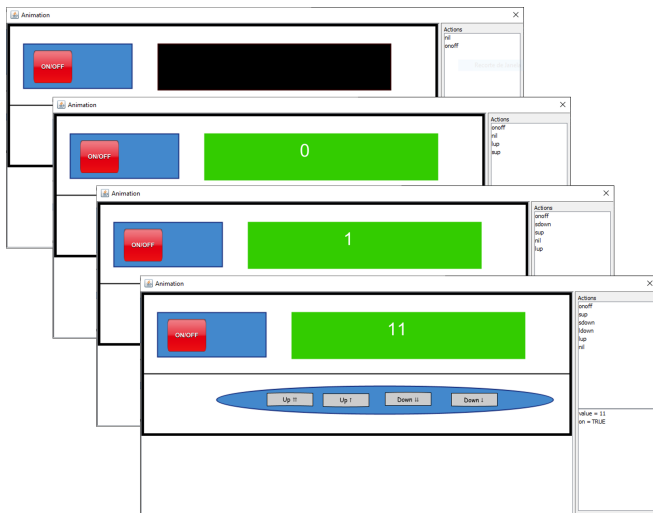 Animation
Actions
nil
onoff
ON/OFF
Animation
Actions
onoff
nil
lup
sup
ON/OFF
0
Animation
Actions
onoff
sdown
sup
nil
lup
ON/OFF
1
Animation
Actions
onoff
sup
sdown
ldown
lup
nil
ON/OFF
11
Up ↑↑ Up ↑ Down ↓↓ Down ↓
value = 11
on = TRUE